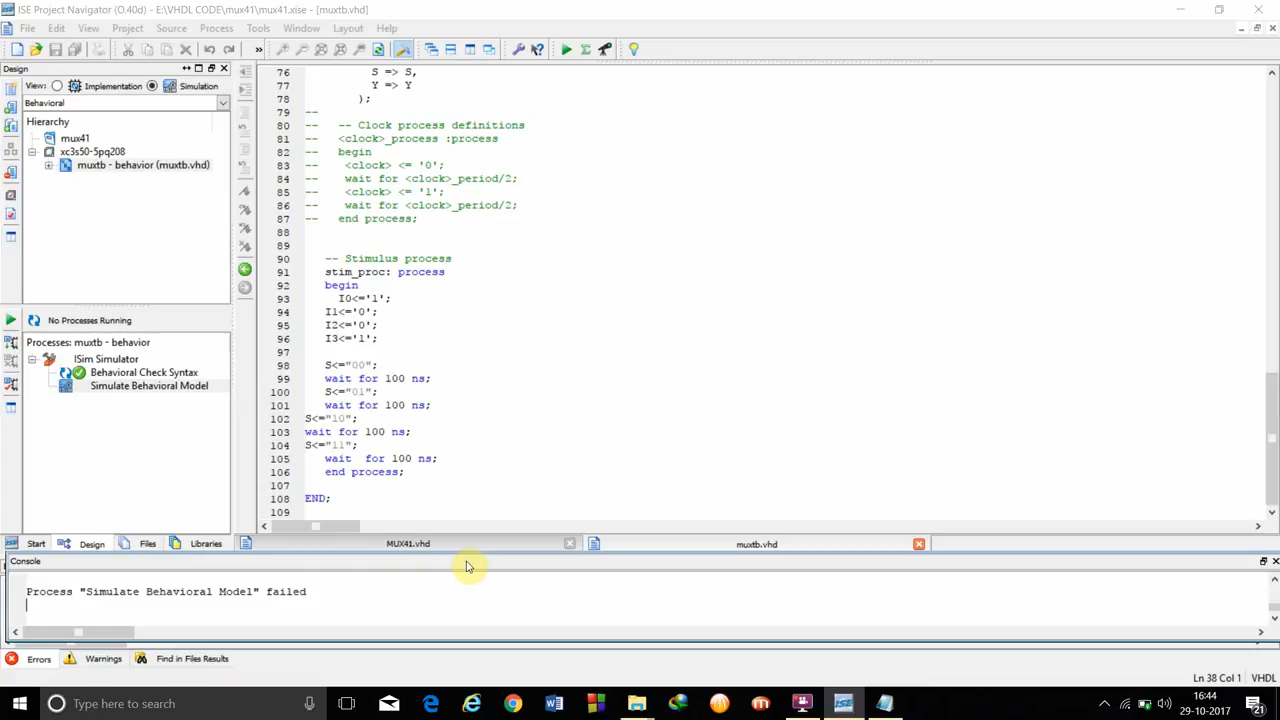 ISE Project Navigator (O.40d) - E:\VHDL CODE\mux41\mux41.xise - [muxtb.vhd]
File Edit View Project Source Process Tools Window Layout Help
Design
View: Implementation Simulation
Behavioral
Hierarchy
mux41
xc3s50-5pq208
muxtb - behavior (muxtb.vhd)
No Processes Running
Processes: muxtb - behavior
ISim Simulator
Behavioral Check Syntax
Simulate Behavioral Model
Start Design Files Libraries
76 S => S,
77 Y => Y
78 );
79 --
80 -- -- Clock process definitions
81 -- <clock>_process :process
82 -- begin
83 -- <clock> <= '0';
84 -- wait for <clock>_period/2;
85 -- <clock> <= '1';
86 -- wait for <clock>_period/2;
87 -- end process;
88
89
90 -- Stimulus process
91 stim_proc: process
92 begin
93 I0<='1';
94 I1<='0';
95 I2<='0';
96 I3<='1';
97
98 S<="00";
99 wait for 100 ns;
100 S<="01";
101 wait for 100 ns;
102 S<="10";
103 wait for 100 ns;
104 S<="11";
105 wait for 100 ns;
106 end process;
107
108 END;
109
MUX41.vhd muxtb.vhd
Console
Process "Simulate Behavioral Model" failed
Errors Warnings Find in Files Results
Ln 38 Col 1 VHDL
Type here to search
16:44
29-10-2017
21